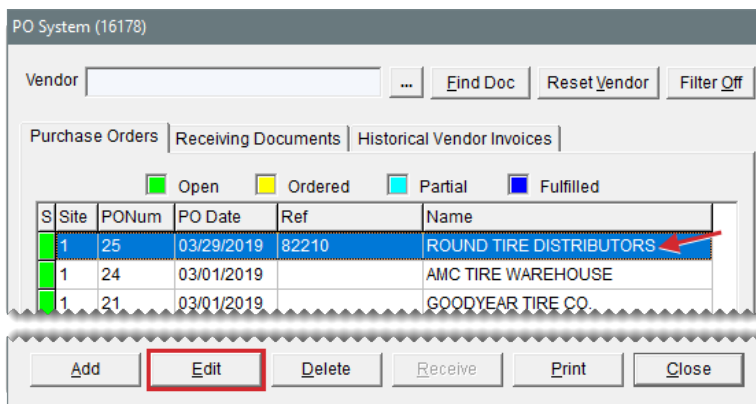 PO System (16178)
Vendor ... Find Doc Reset Vendor Filter Off
Purchase Orders Receiving Documents Historical Vendor Invoices
Open Ordered Partial Fulfilled
S Site PONum PO Date Ref Name
1 25 03/29/2019 82210 ROUND TIRE DISTRIBUTORS
1 24 03/01/2019 AMC TIRE WAREHOUSE
1 21 03/01/2019 GOODYEAR TIRE CO.
Add Edit Delete Receive Print Close